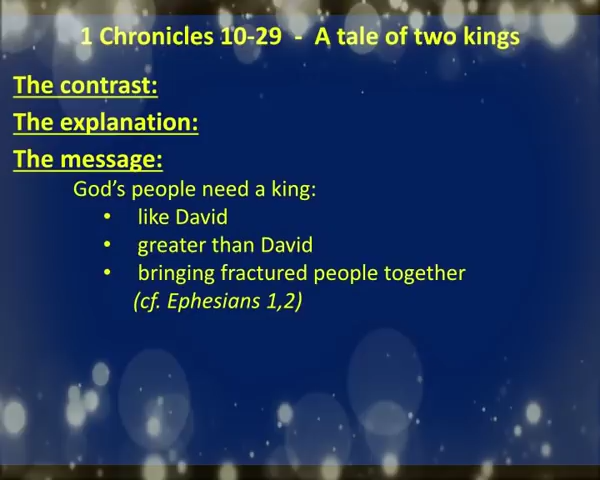 1 Chronicles 10-29 - A tale of two kings
The contrast:
The explanation:
The message:
God's people need a king:
• like David
• greater than David
• bringing fractured people together
(cf. Ephesians 1,2)